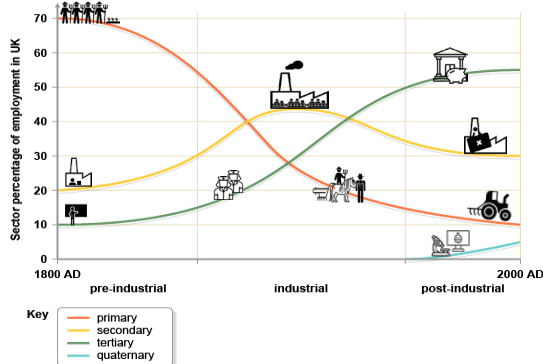 Sector percentage of employment in UK
70
60
50
40
30
20
10
0
1800 AD
2000 AD
pre-industrial
industrial
post-industrial
Key
primary
secondary
tertiary
quaternary